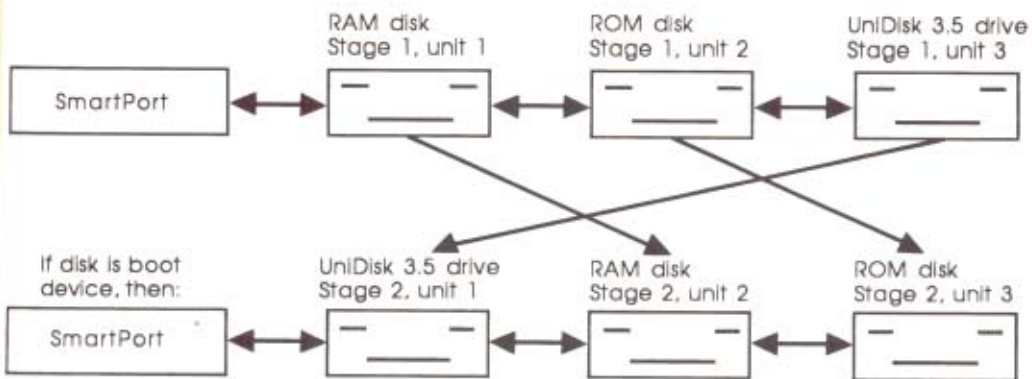 RAM disk
Stage 1, unit 1
ROM disk
Stage 1, unit 2
UniDisk 3.5 drive
Stage 1, unit 3
SmartPort
If disk is boot
device, then:
UniDisk 3.5 drive
Stage 2, unit 1
RAM disk
Stage 2, unit 2
ROM disk
Stage 2, unit 3
SmartPort